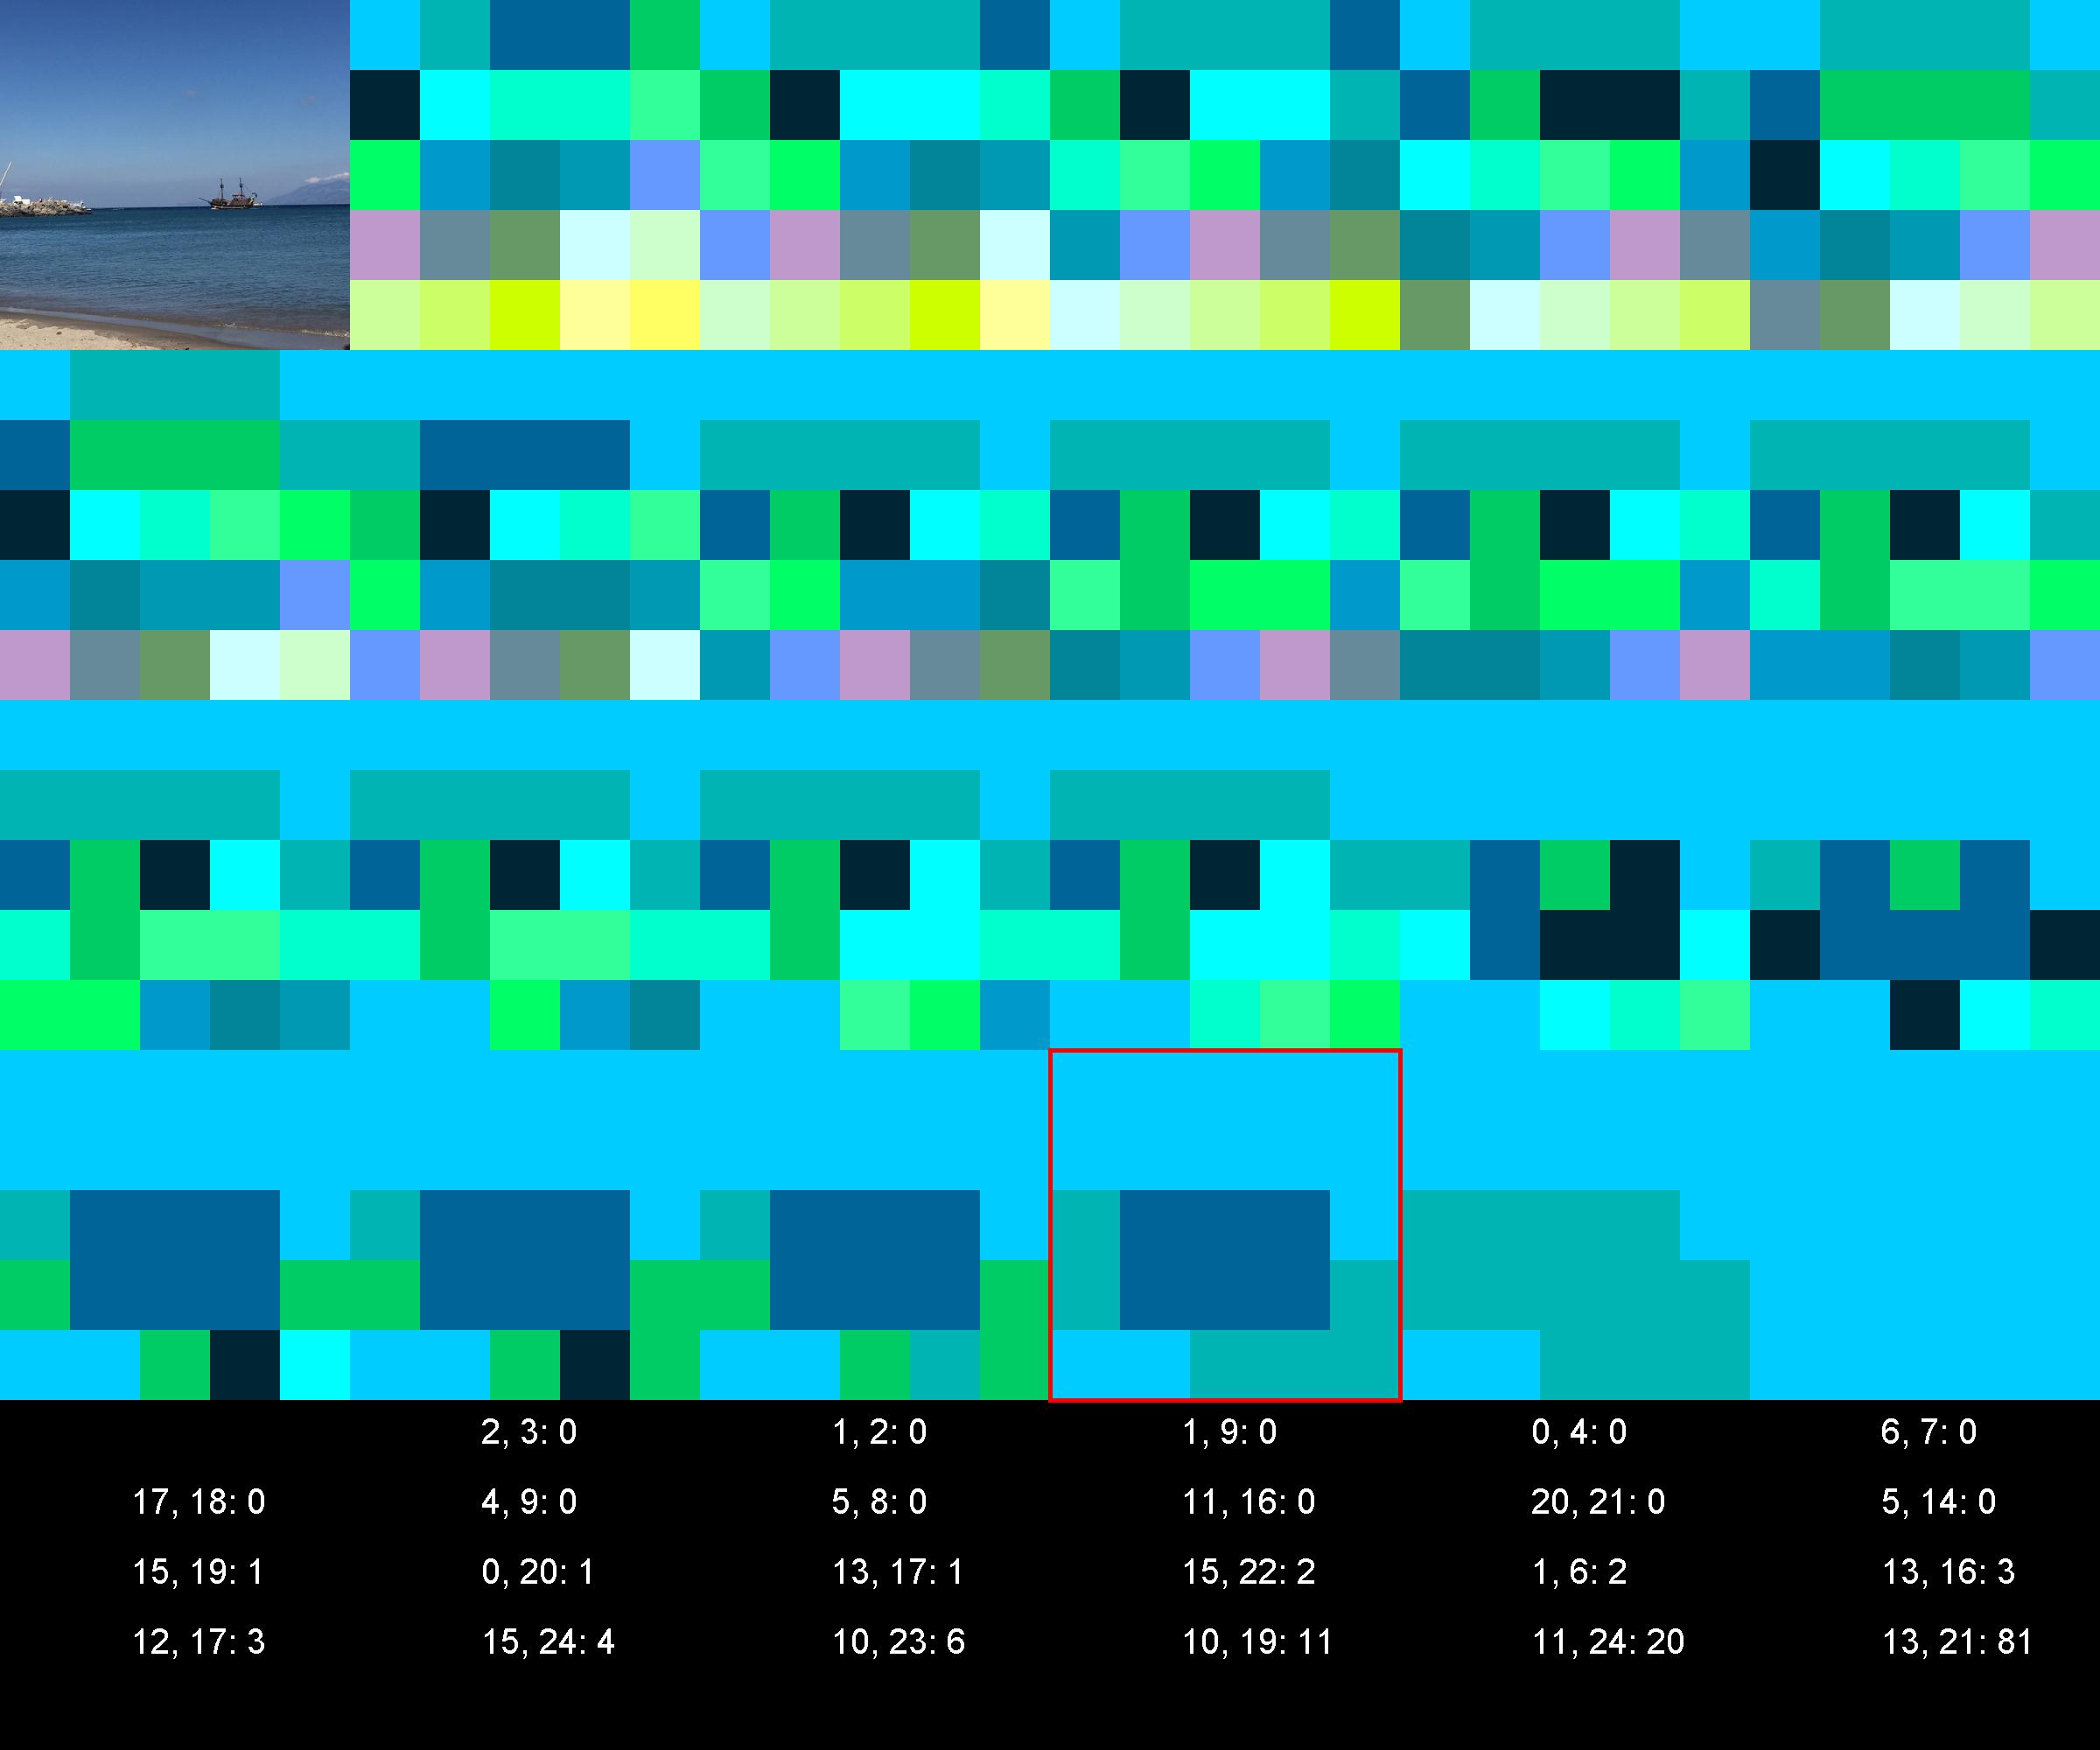 2, 3: 0 1, 2: 0 1, 9: 0 0, 4: 0 6, 7: 0
17, 18: 0 4, 9: 0 5, 8: 0 11, 16: 0 20, 21: 0 5, 14: 0
15, 19: 1 0, 20: 1 13, 17: 1 15, 22: 2 1, 6: 2 13, 16: 3
12, 17: 3 15, 24: 4 10, 23: 6 10, 19: 11 11, 24: 20 13, 21: 81